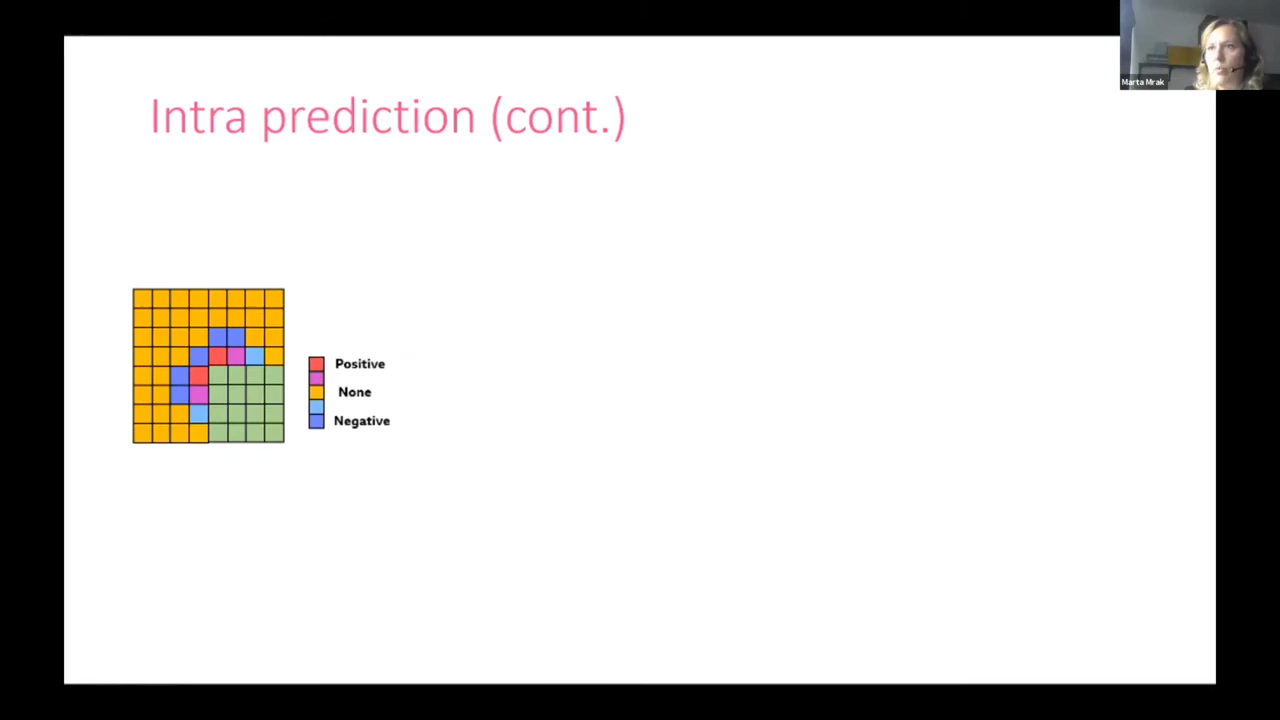 Marta Mrak
Intra prediction (cont.)
Positive
None
Negative